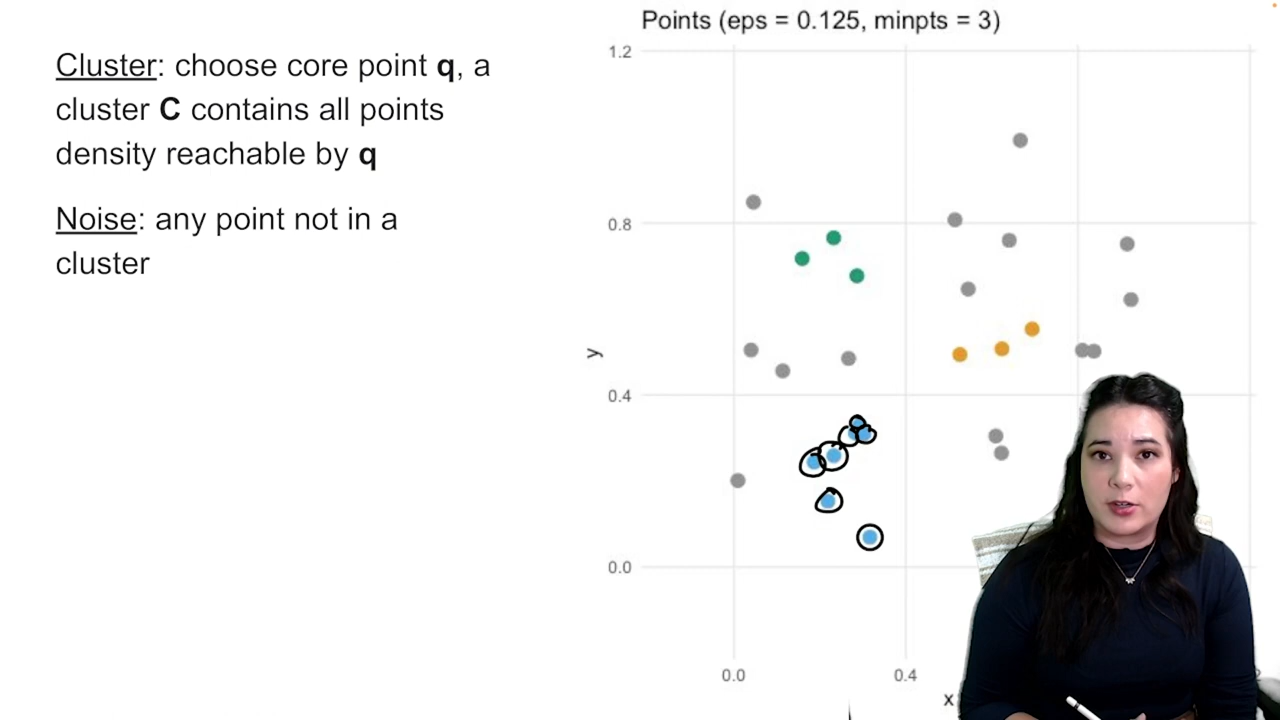 Cluster: choose core point q, a
cluster C contains all points
density reachable by q
Noise: any point not in a
cluster
Points (eps = 0.125, minpts = 3)
1.2
0.8
0.4
0.0
y
0.0
0.4
x